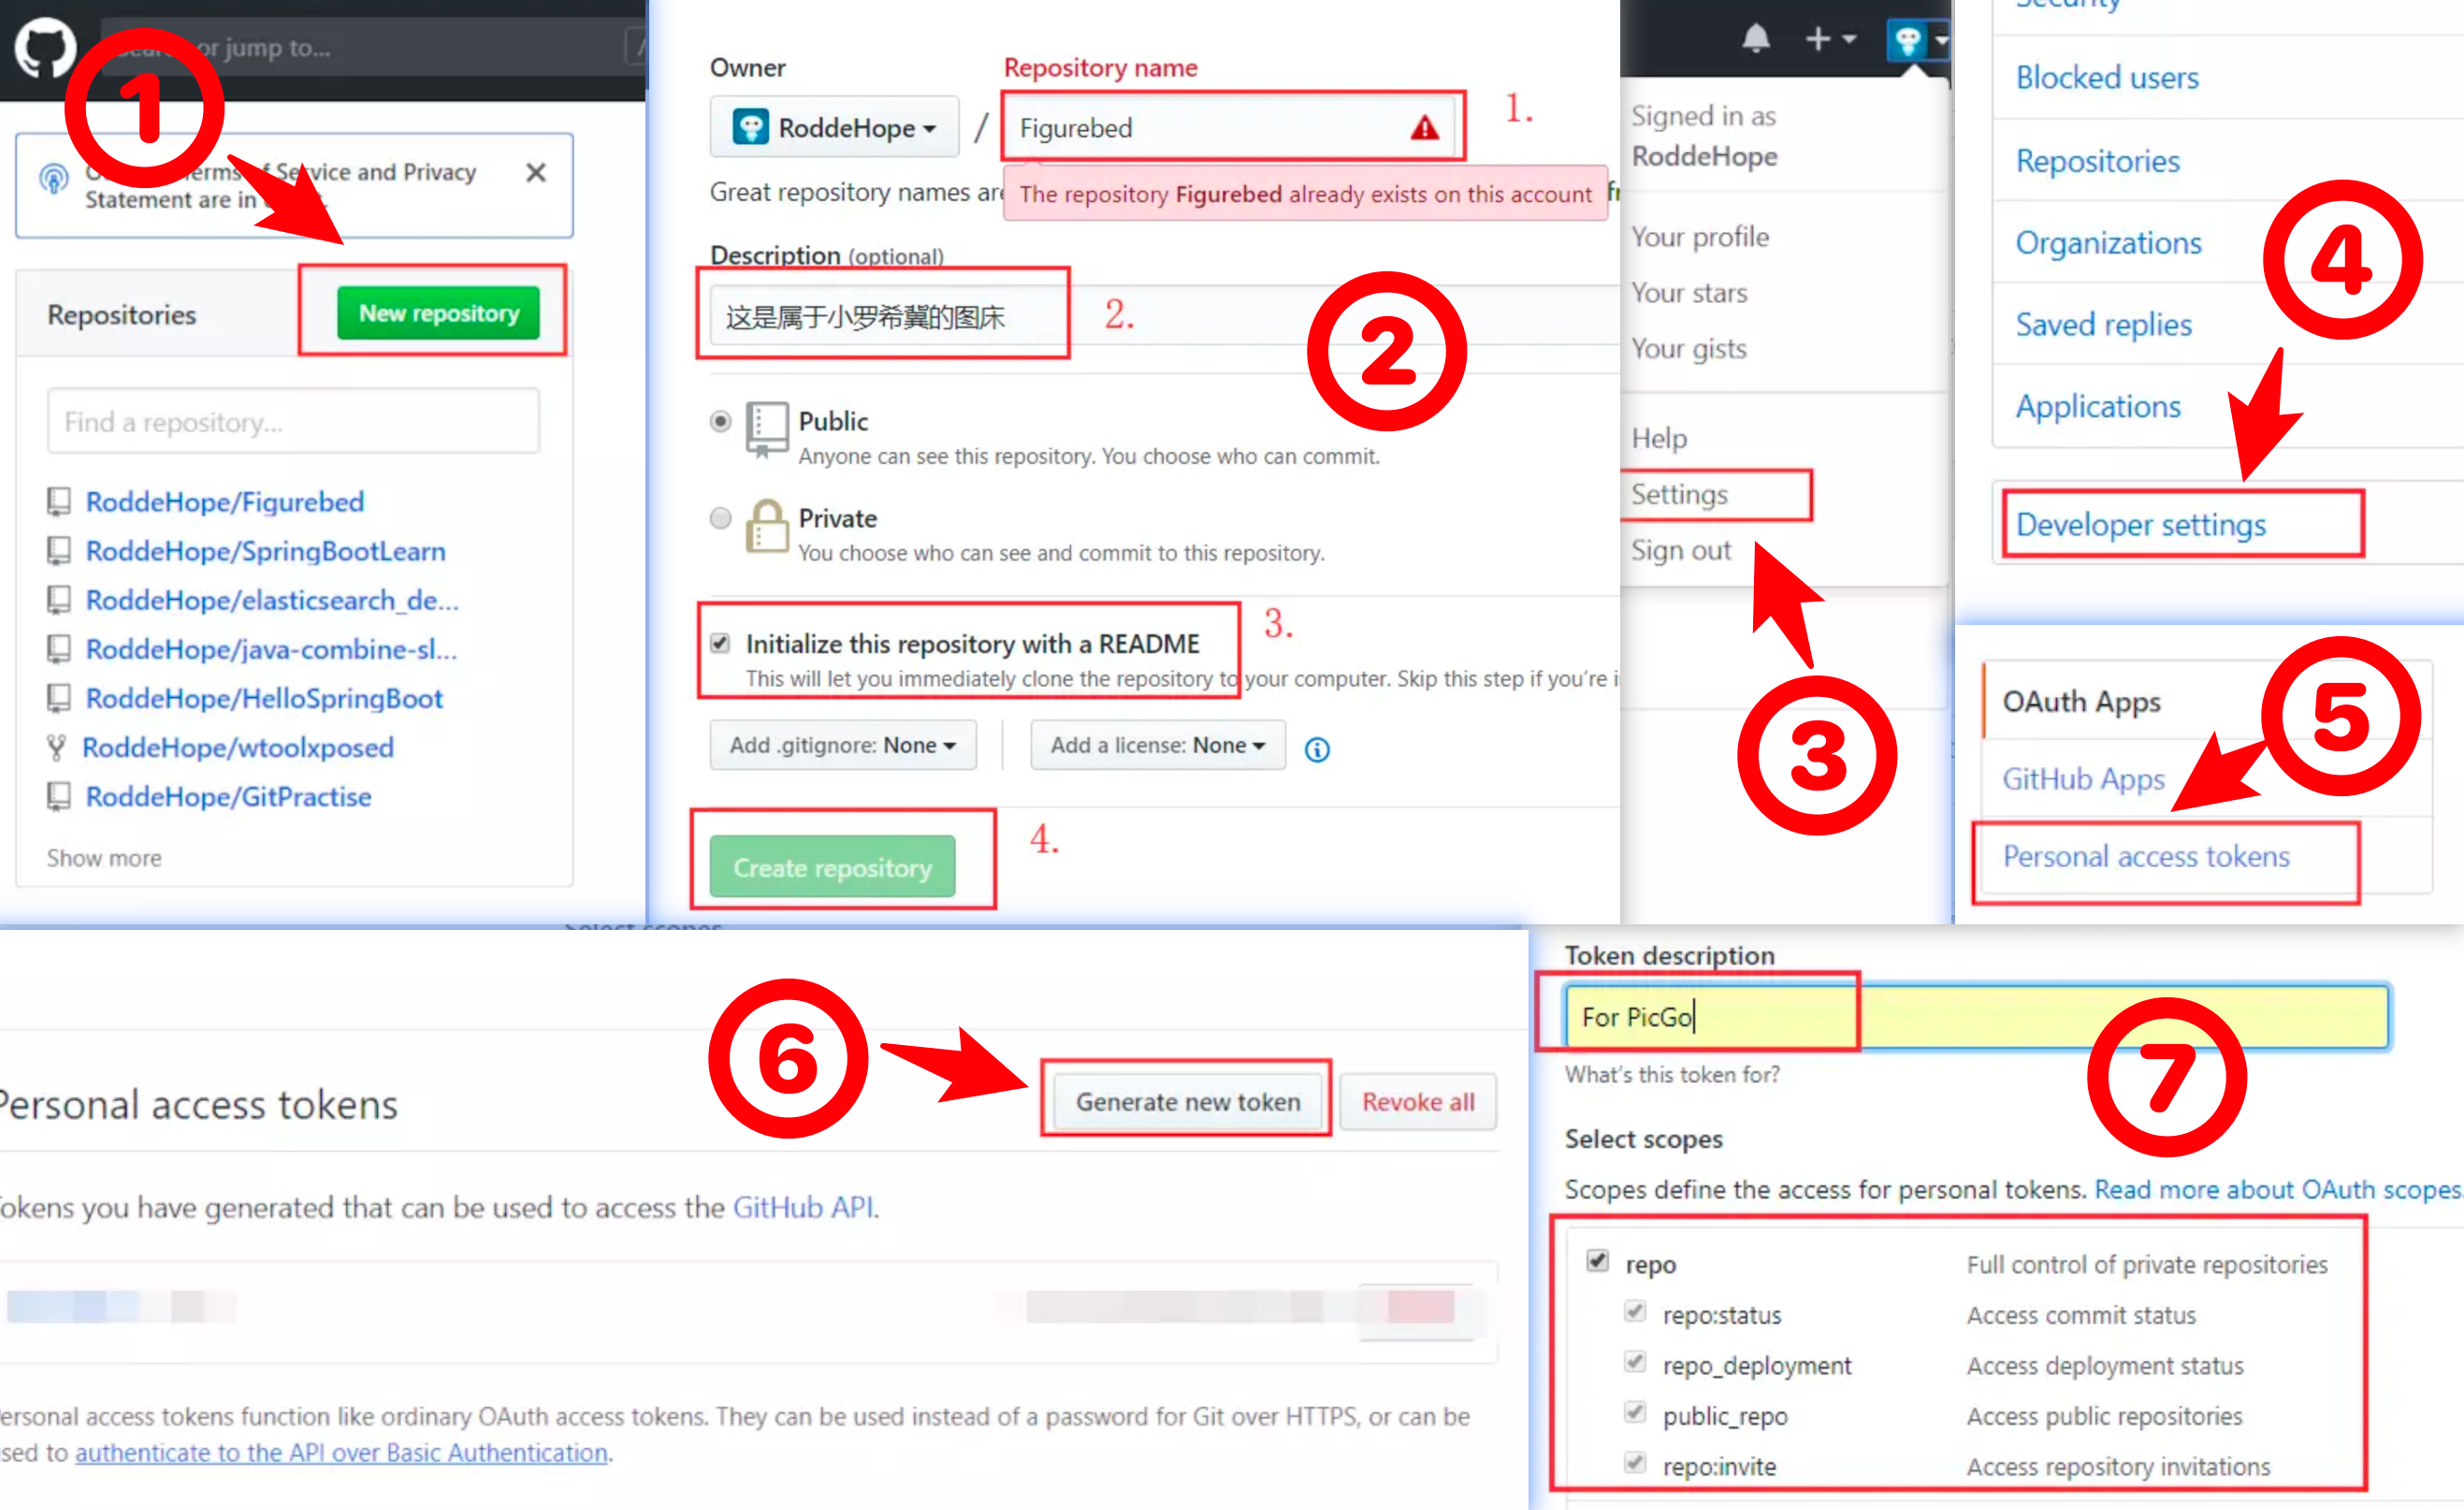 1
or jump to...
vice and Privacy
Statement are in
Repositories
New repository
Find a repository...
RoddeHope/Figurebed
RoddeHope/SpringBootLearn
RoddeHope/elasticsearch_de...
RoddeHope/java-combine-sl...
RoddeHope/HelloSpringBoot
RoddeHope/wtoolxposed
RoddeHope/GitPractise
Show more
Owner
Repository name
RoddeHope / Figurebed
1.
Great repository names are
The repository Figurebed already exists on this account
Description (optional)
这是属于小罗希冀的图床
2.
2
Public
Anyone can see this repository. You choose who can commit.
Private
You choose who can see and commit to this repository.
3.
Initialize this repository with a README
This will let you immediately clone the repository to your computer. Skip this step if you're i
Add .gitignore: None
Add a license: None
4.
Create repository
Signed in as
RoddeHope
Your profile
Your stars
Your gists
Help
Settings
Sign out
3
Security
Blocked users
Repositories
Organizations
Saved replies
Applications
4
Developer settings
5
OAuth Apps
GitHub Apps
Personal access tokens
Select scopes
6
Personal access tokens
Generate new token
Revoke all
okens you have generated that can be used to access the GitHub API.
ersonal access tokens function like ordinary OAuth access tokens. They can be used instead of a password for Git over HTTPS, or can be
sed to authenticate to the API over Basic Authentication.
Token description
For PicGo
7
What's this token for?
Select scopes
Scopes define the access for personal tokens. Read more about OAuth scopes.
repo Full control of private repositories
repo:status Access commit status
repo_deployment Access deployment status
public_repo Access public repositories
repo:invite Access repository invitations